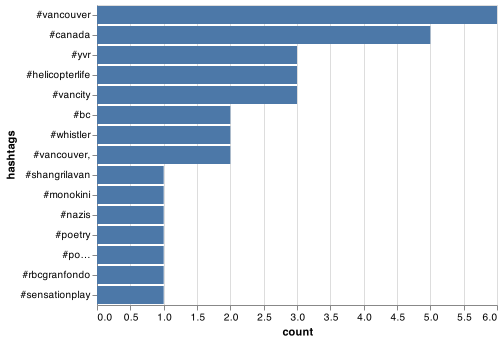 #vancouver
#canada
#yvr
#helicopterlife
#vancity
#bc
#whistler
#vancouver,
#shangrilavan
#monokini
#nazis
#poetry
#po…
#rbcgranfondo
#sensationplay
hashtags
0.0 0.5 1.0 1.5 2.0 2.5 3.0 3.5 4.0 4.5 5.0 5.5 6.0
count